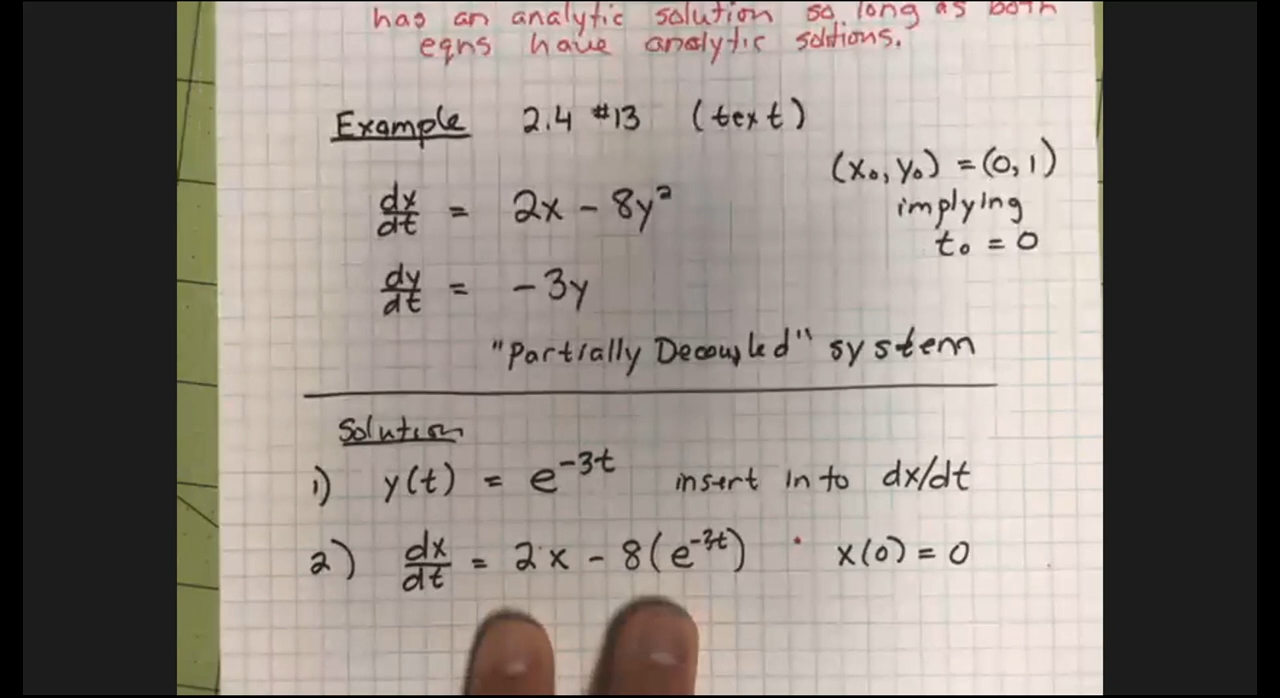 has an analytic solution so long as both
eqns have analytic solutions.
Example 2.4 #13 (text)
(x₀, y₀) = (0, 1)
implying
t₀ = 0
dx/dt = 2x - 8y²
dy/dt = -3y
"Partially Decoupled" system
Solution
1) y(t) = e⁻³ᵗ insert in to dx/dt
2) dx/dt = 2x - 8(e⁻³ᵗ) x(0) = 0